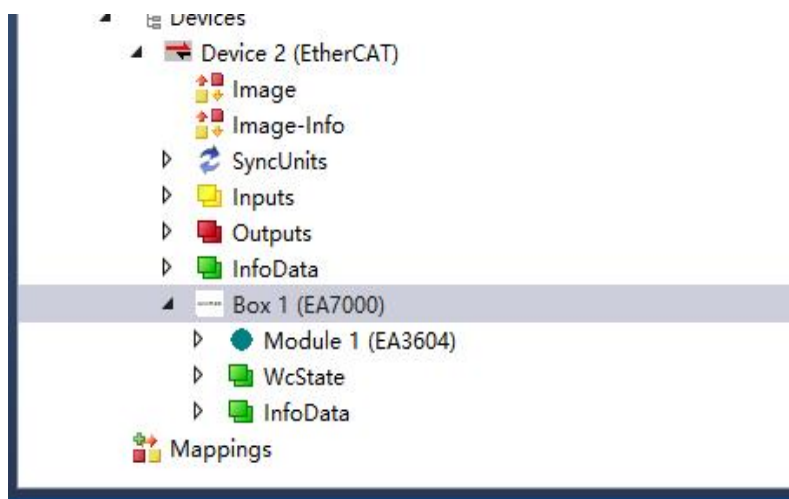 Devices
Device 2 (EtherCAT)
Image
Image-Info
SyncUnits
Inputs
Outputs
InfoData
Box 1 (EA7000)
Module 1 (EA3604)
WcState
InfoData
Mappings